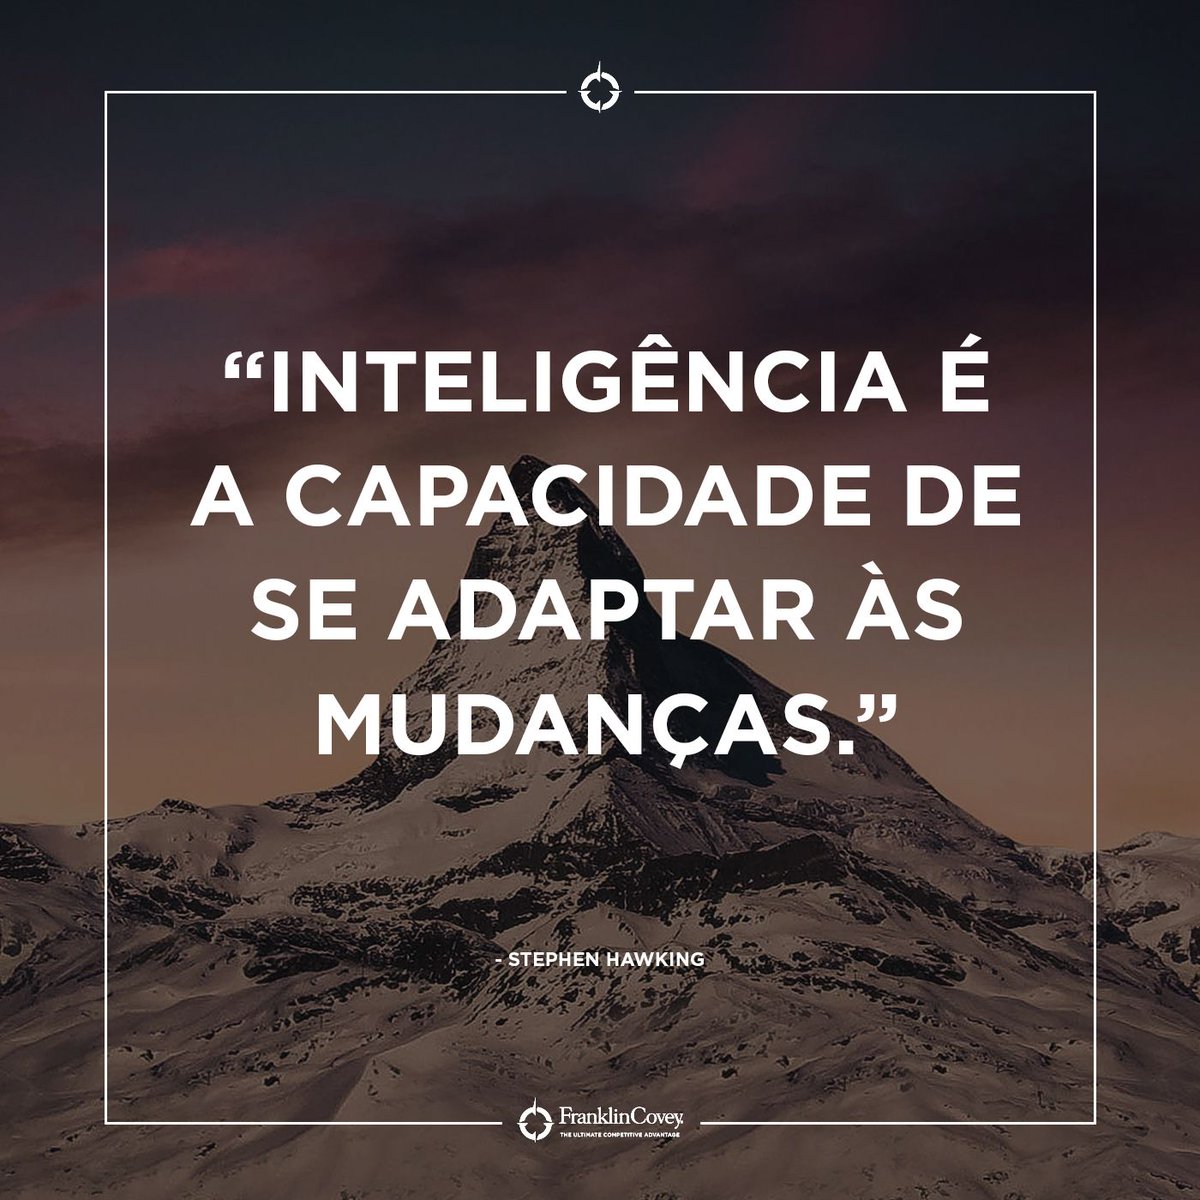 “INTELIGÊNCIA É
A CAPACIDADE DE
SE ADAPTAR ÀS
MUDANÇAS.”
- STEPHEN HAWKING
FranklinCovey.
THE ULTIMATE COMPETITIVE ADVANTAGE